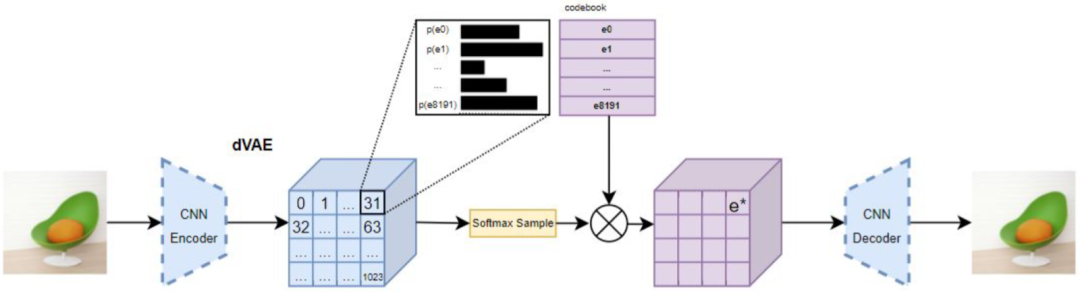 codebook
p(e0)
e0
p(e1)
e1
...
...
...
...
p(e8191)
e8191
dVAE
0 1 ... 31
32 ... ... 63
... ... ... ...
... ... ... 1023
CNN
Encoder
Softmax Sample
e*
CNN
Decoder